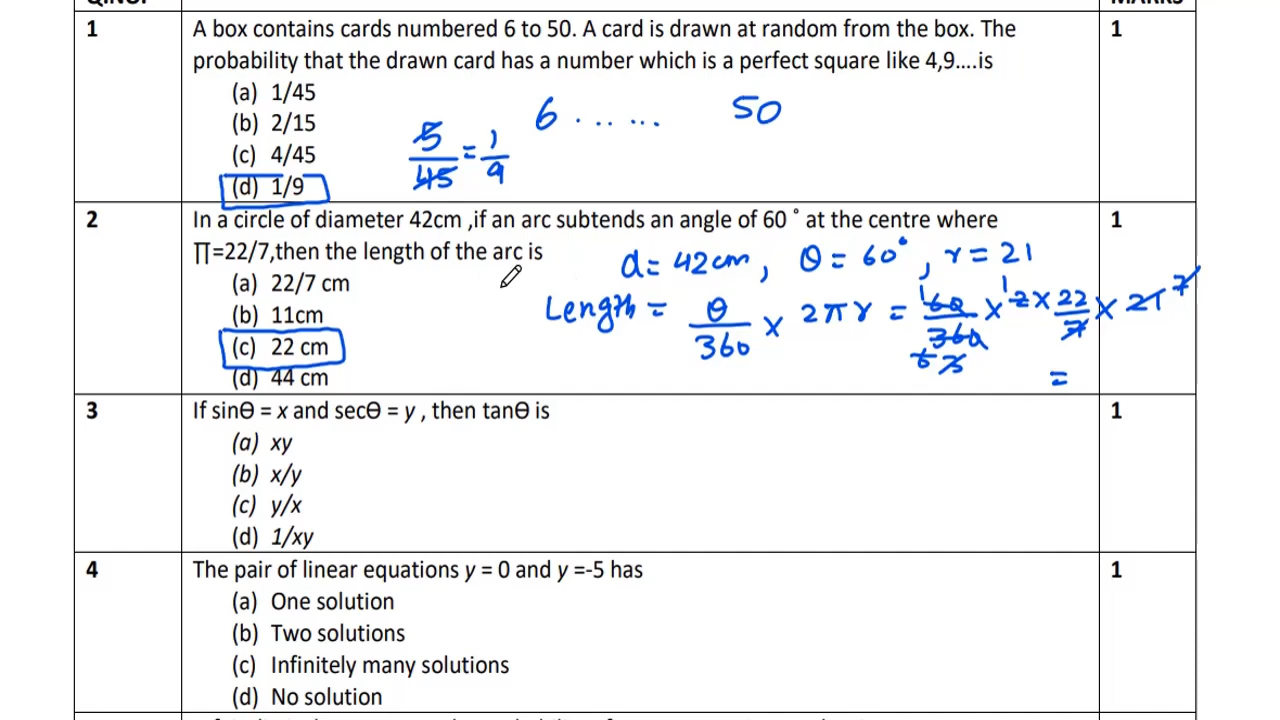 1 A box contains cards numbered 6 to 50. A card is drawn at random from the box. The 1
probability that the drawn card has a number which is a perfect square like 4,9....is
(a) 1/45
(b) 2/15
(c) 4/45
(d) 1/9
6 ...... 50
5/45 = 1/9
2 In a circle of diameter 42cm ,if an arc subtends an angle of 60 ˚ at the centre where 1
∏=22/7,then the length of the arc is
(a) 22/7 cm
(b) 11cm
(c) 22 cm
(d) 44 cm
d = 42cm, θ = 60°, r = 21
Length = θ/360 × 2πr = 60/360 × 2 × 22/7 × 21
=
3 If sinӨ = x and secӨ = y , then tanӨ is 1
(a) xy
(b) x/y
(c) y/x
(d) 1/xy
4 The pair of linear equations y = 0 and y =-5 has 1
(a) One solution
(b) Two solutions
(c) Infinitely many solutions
(d) No solution